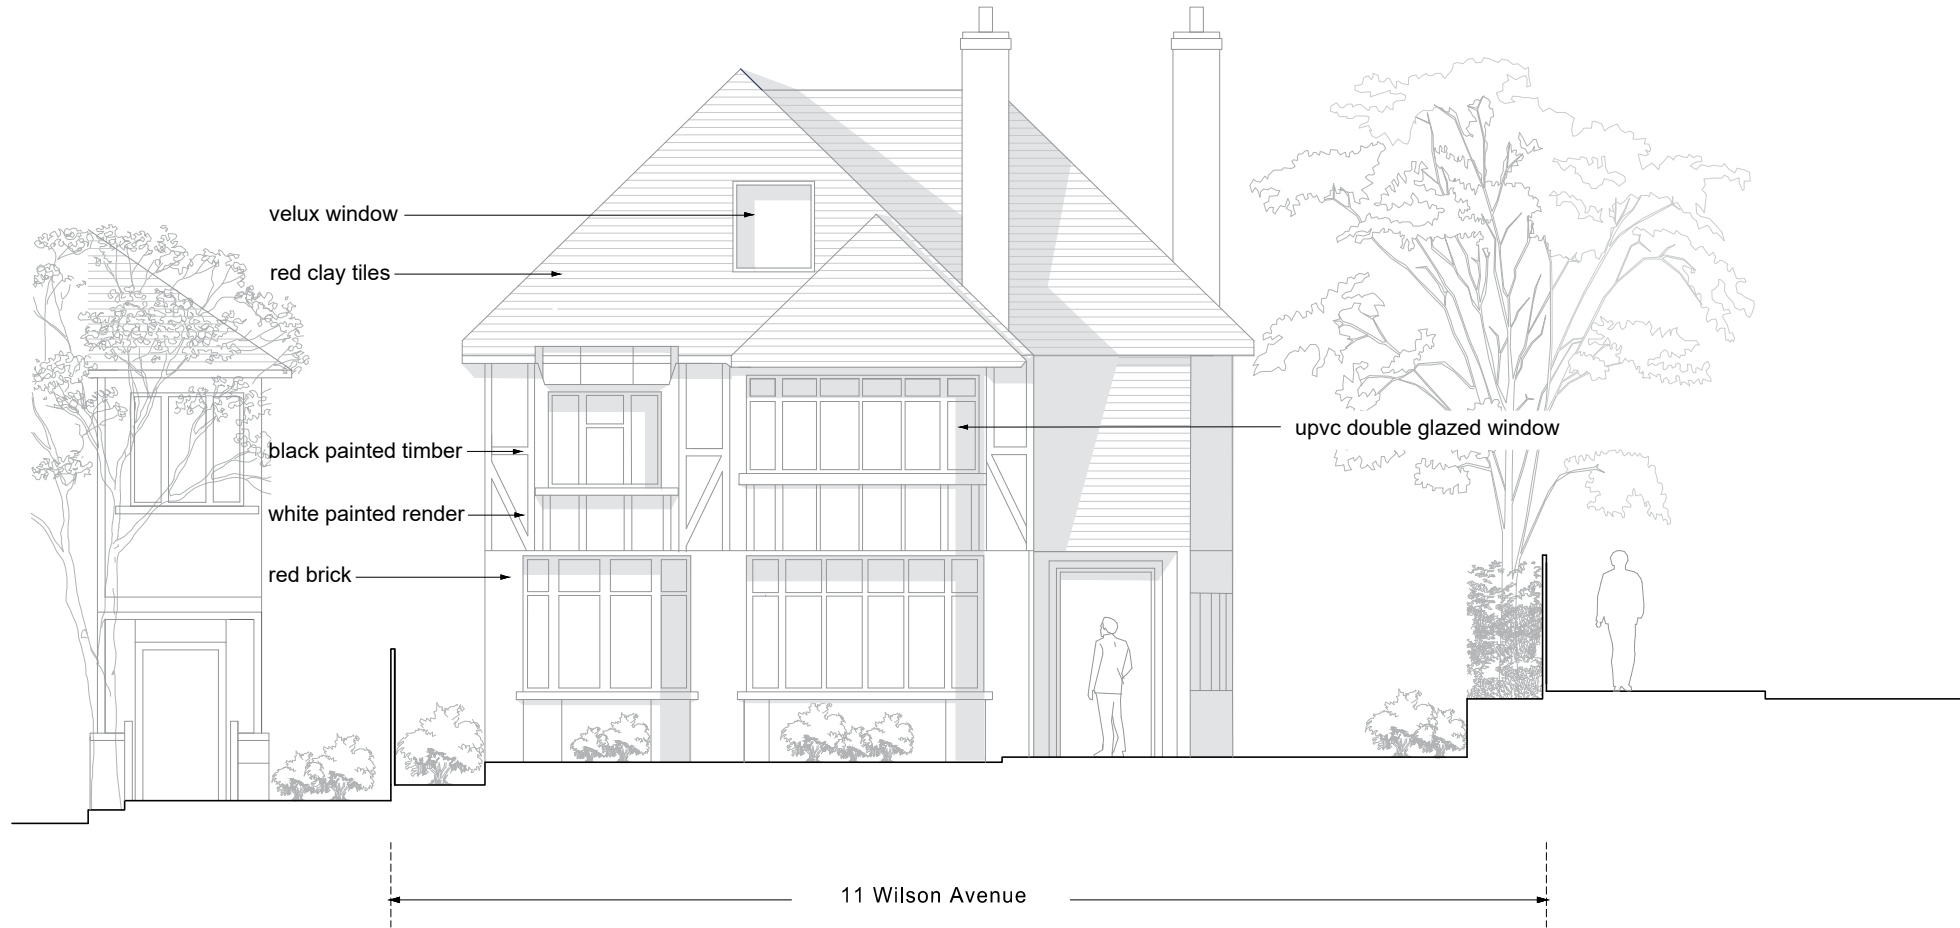 velux window
red clay tiles
black painted timber
upvc double glazed window
white painted render
red brick
11 Wilson Avenue